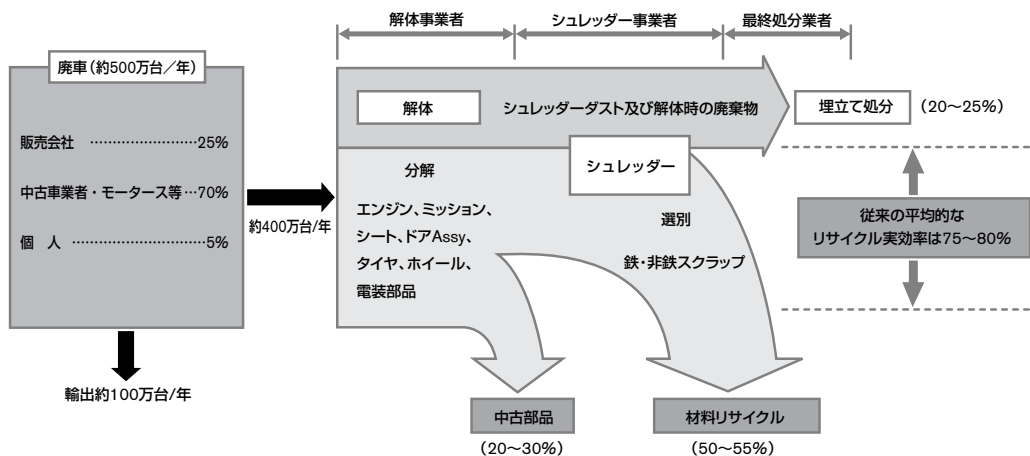 解体事業者
シュレッダー事業者
最終処分業者
廃車（約500万台／年）
販売会社 ……………………25%
中古車業者・モータース等…70%
個　人 ………………………5%
約400万台/年
輸出約100万台/年
解体
シュレッダーダスト及び解体時の廃棄物
埋立て処分
（20～25%）
シュレッダー
分解
エンジン、ミッション、
シート、ドアAssy、
タイヤ、ホイール、
電装部品
選別
鉄・非鉄スクラップ
従来の平均的な
リサイクル実効率は75～80%
中古部品
（20～30%）
材料リサイクル
（50～55%）